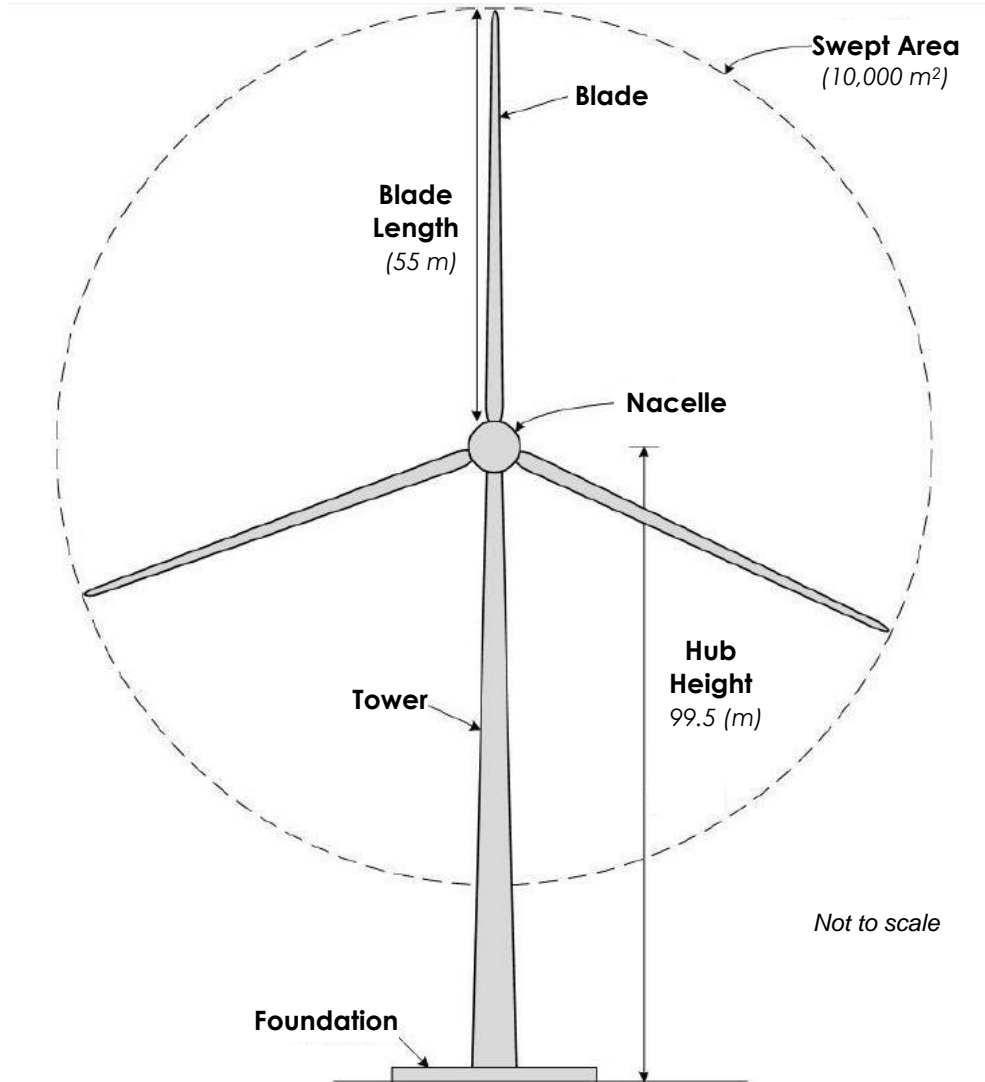 Swept Area
(10,000 m²)
Blade
Blade
Length
(55 m)
Nacelle
Hub
Height
99.5 (m)
Tower
Not to scale
Foundation